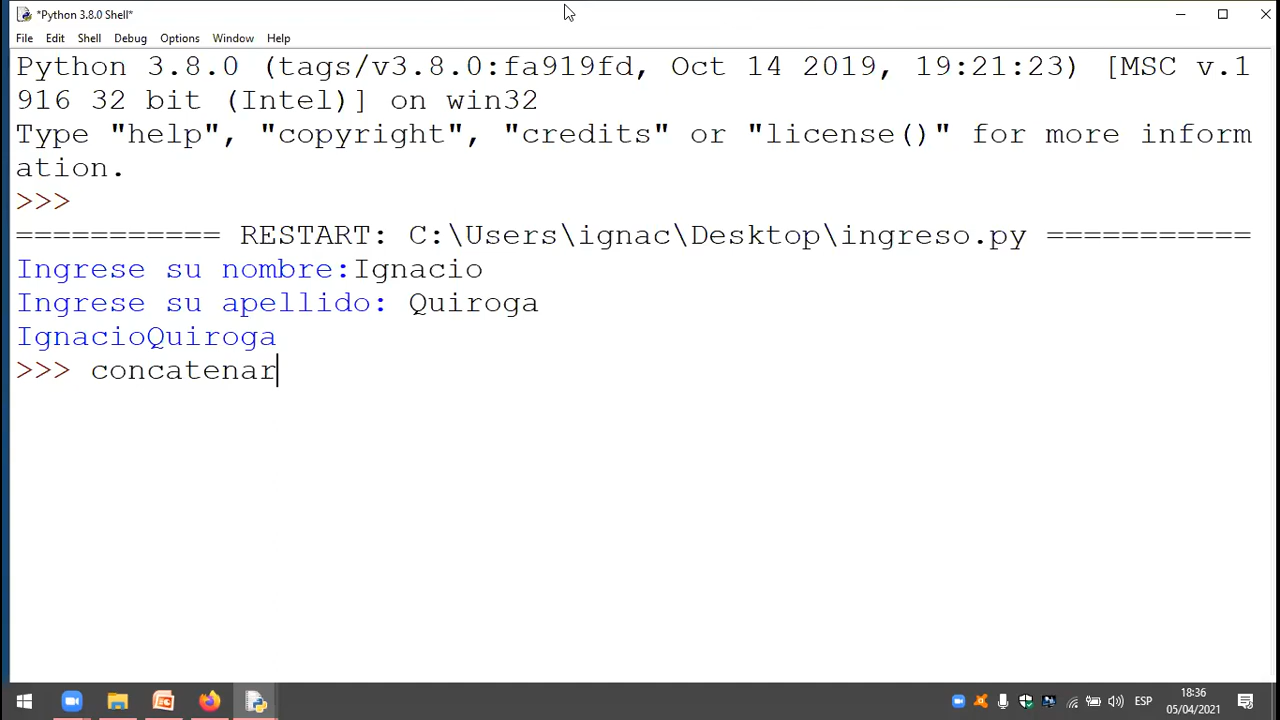 *Python 3.8.0 Shell*
File Edit Shell Debug Options Window Help
Python 3.8.0 (tags/v3.8.0:fa919fd, Oct 14 2019, 19:21:23) [MSC v.1
916 32 bit (Intel)] on win32
Type "help", "copyright", "credits" or "license()" for more inform
ation.
>>>
=========== RESTART: C:\Users\ignac\Desktop\ingreso.py ===========
Ingrese su nombre:Ignacio
Ingrese su apellido: Quiroga
IgnacioQuiroga
>>> concatenar
ESP
18:36
05/04/2021